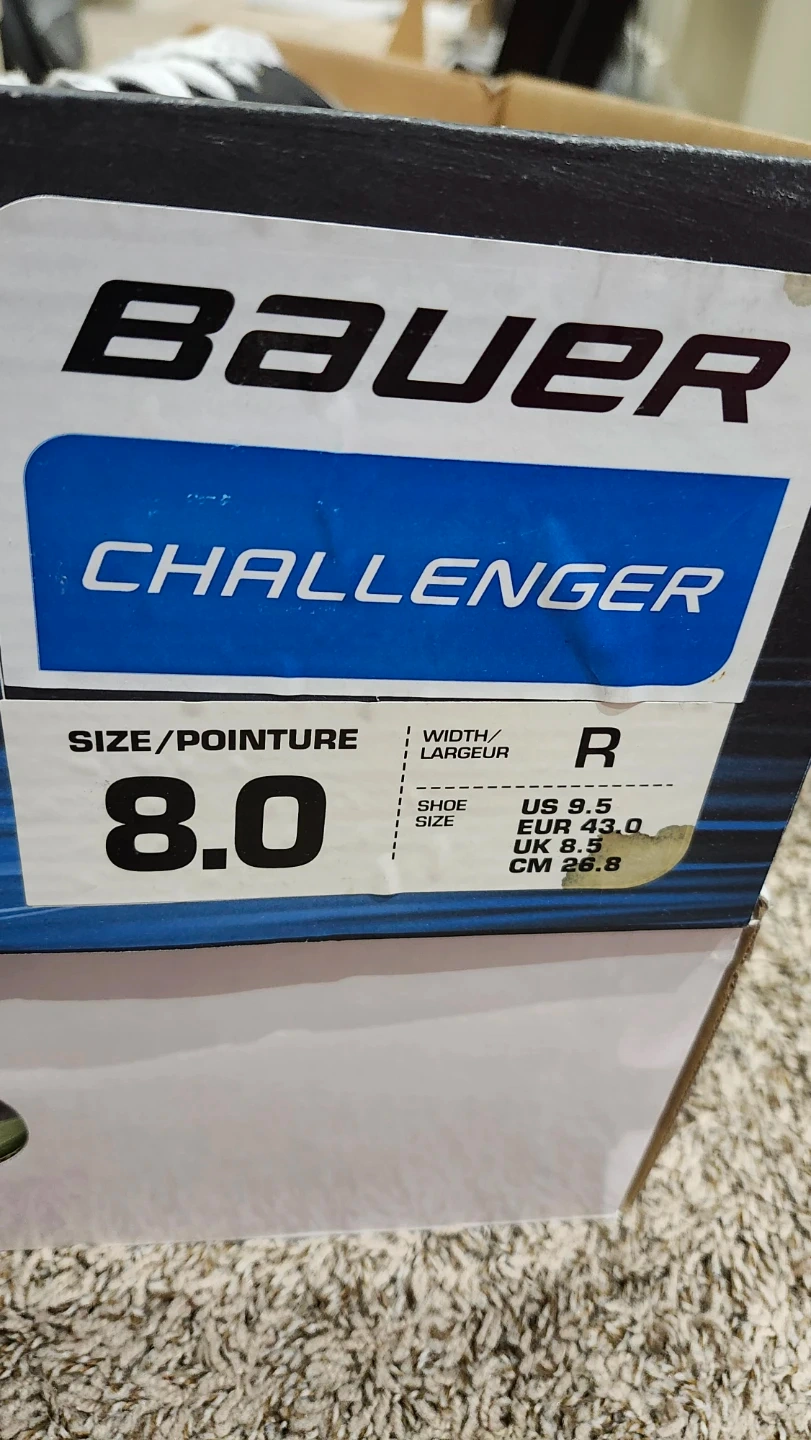 BAUER
CHALLENGER
SIZE/POINTURE
8.0
WIDTH/
LARGEUR
R
SHOE
SIZE
US 9.5
EUR 43.0
UK 8.5
CM 26.8